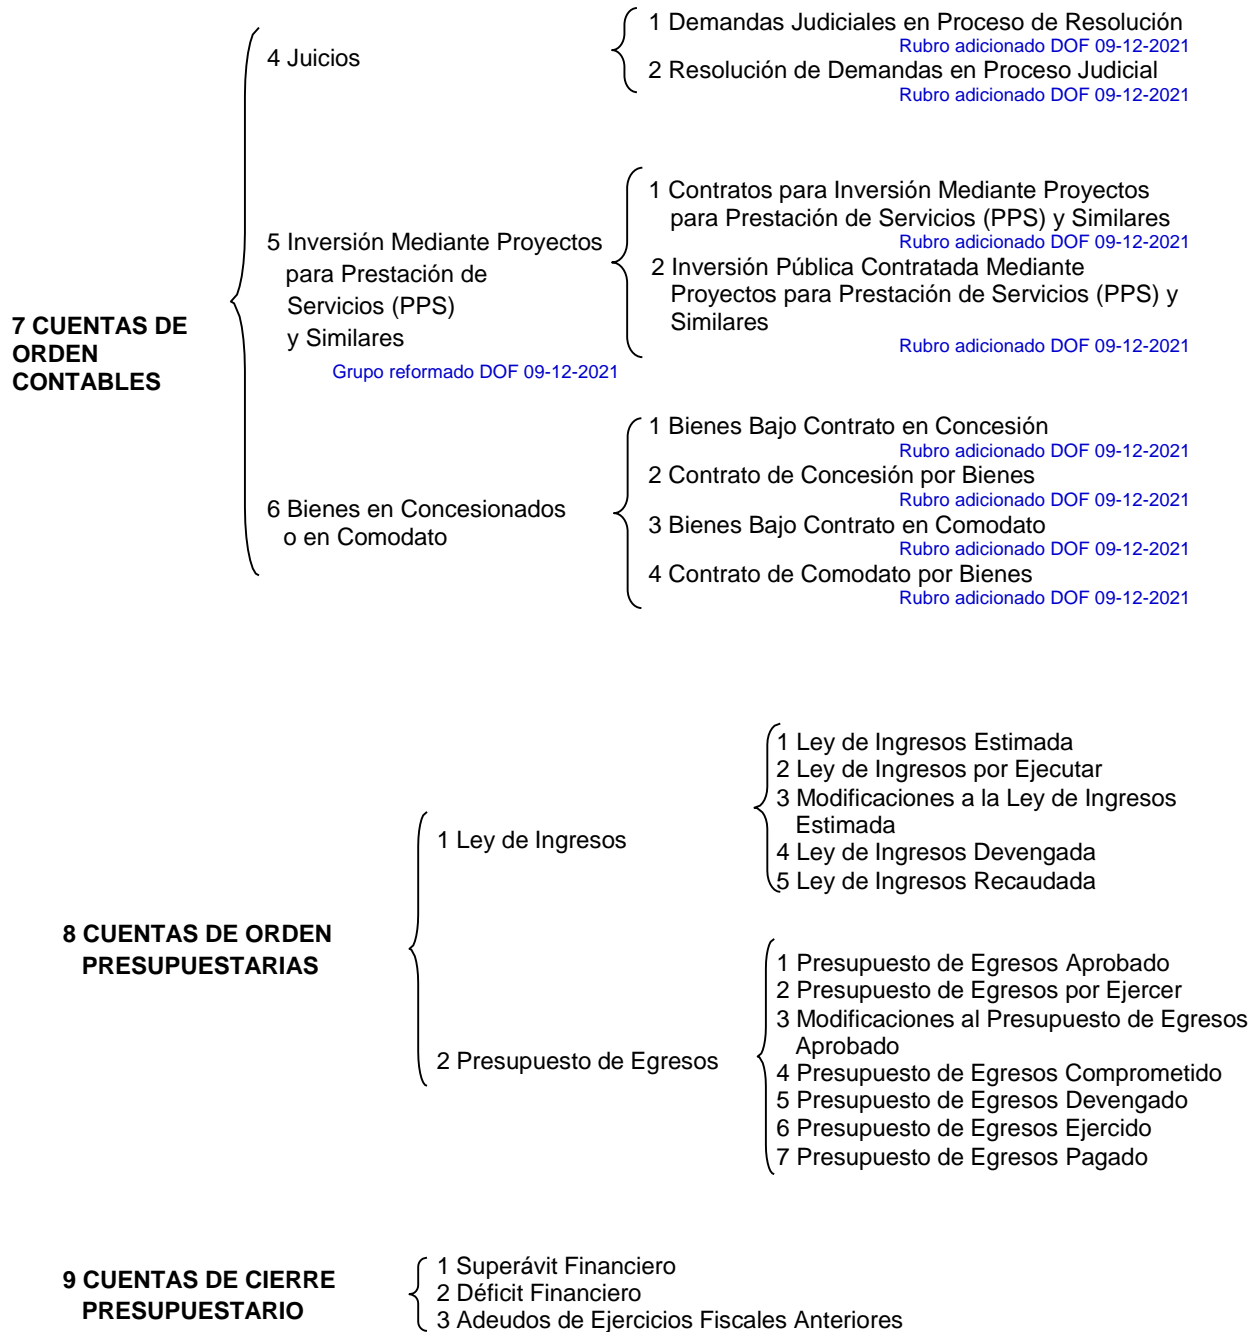 7 CUENTAS DE
ORDEN
CONTABLES
4 Juicios
1 Demandas Judiciales en Proceso de Resolución
Rubro adicionado DOF 09-12-2021
2 Resolución de Demandas en Proceso Judicial
Rubro adicionado DOF 09-12-2021
5 Inversión Mediante Proyectos
para Prestación de
Servicios (PPS)
y Similares
Grupo reformado DOF 09-12-2021
1 Contratos para Inversión Mediante Proyectos
para Prestación de Servicios (PPS) y Similares
Rubro adicionado DOF 09-12-2021
2 Inversión Pública Contratada Mediante
Proyectos para Prestación de Servicios (PPS) y
Similares
Rubro adicionado DOF 09-12-2021
6 Bienes en Concesionados
o en Comodato
1 Bienes Bajo Contrato en Concesión
Rubro adicionado DOF 09-12-2021
2 Contrato de Concesión por Bienes
Rubro adicionado DOF 09-12-2021
3 Bienes Bajo Contrato en Comodato
Rubro adicionado DOF 09-12-2021
4 Contrato de Comodato por Bienes
Rubro adicionado DOF 09-12-2021
8 CUENTAS DE ORDEN
PRESUPUESTARIAS
1 Ley de Ingresos
1 Ley de Ingresos Estimada
2 Ley de Ingresos por Ejecutar
3 Modificaciones a la Ley de Ingresos
Estimada
4 Ley de Ingresos Devengada
5 Ley de Ingresos Recaudada
2 Presupuesto de Egresos
1 Presupuesto de Egresos Aprobado
2 Presupuesto de Egresos por Ejercer
3 Modificaciones al Presupuesto de Egresos
Aprobado
4 Presupuesto de Egresos Comprometido
5 Presupuesto de Egresos Devengado
6 Presupuesto de Egresos Ejercido
7 Presupuesto de Egresos Pagado
9 CUENTAS DE CIERRE
PRESUPUESTARIO
1 Superávit Financiero
2 Déficit Financiero
3 Adeudos de Ejercicios Fiscales Anteriores